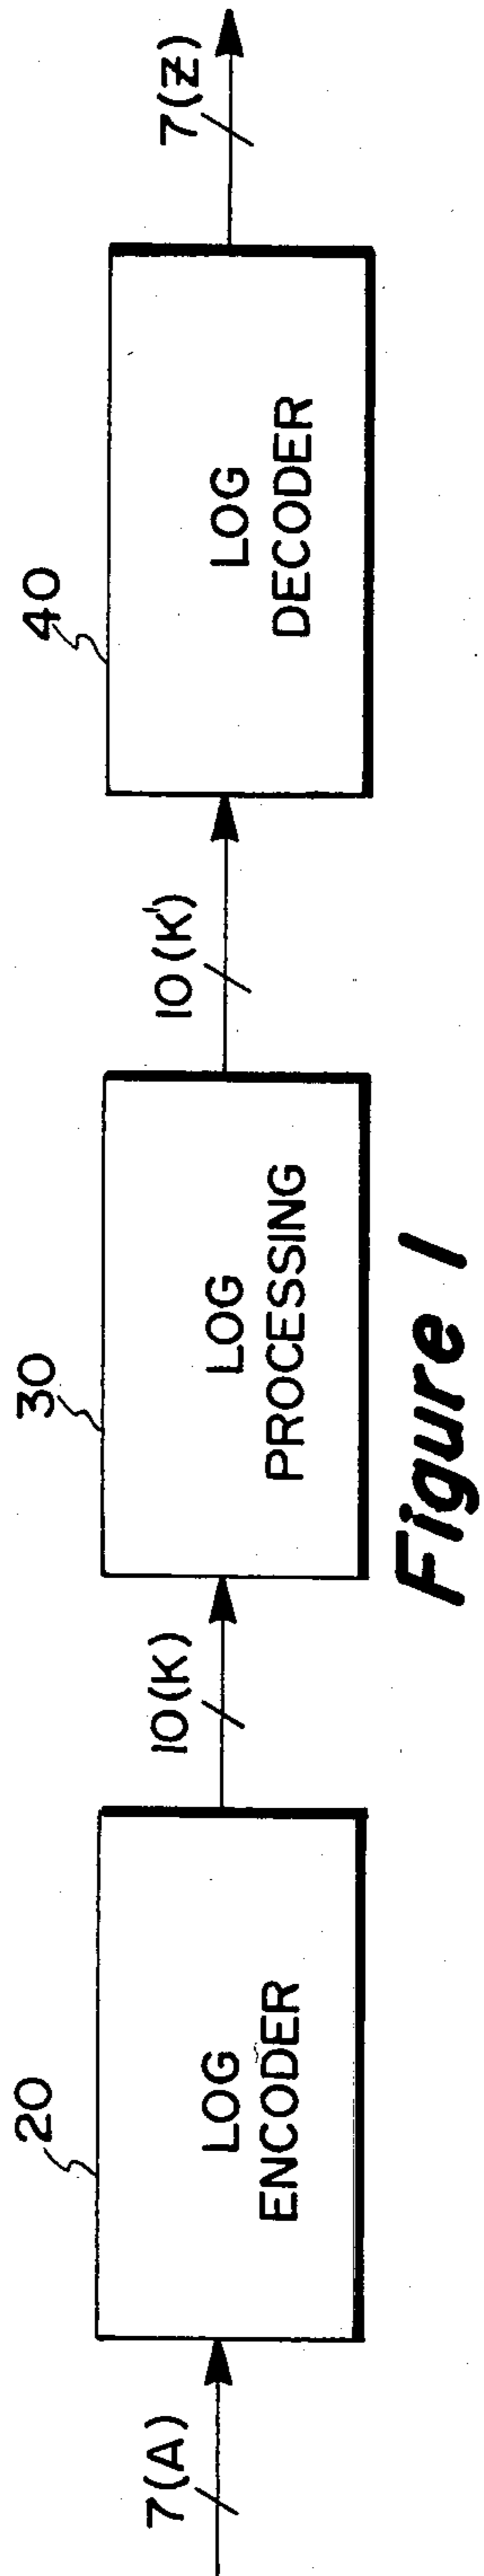 7(A)
20
LOG
ENCODER
10(K)
30
LOG
PROCESSING
10(K')
40
LOG
DECODER
7(Z)
Figure 1